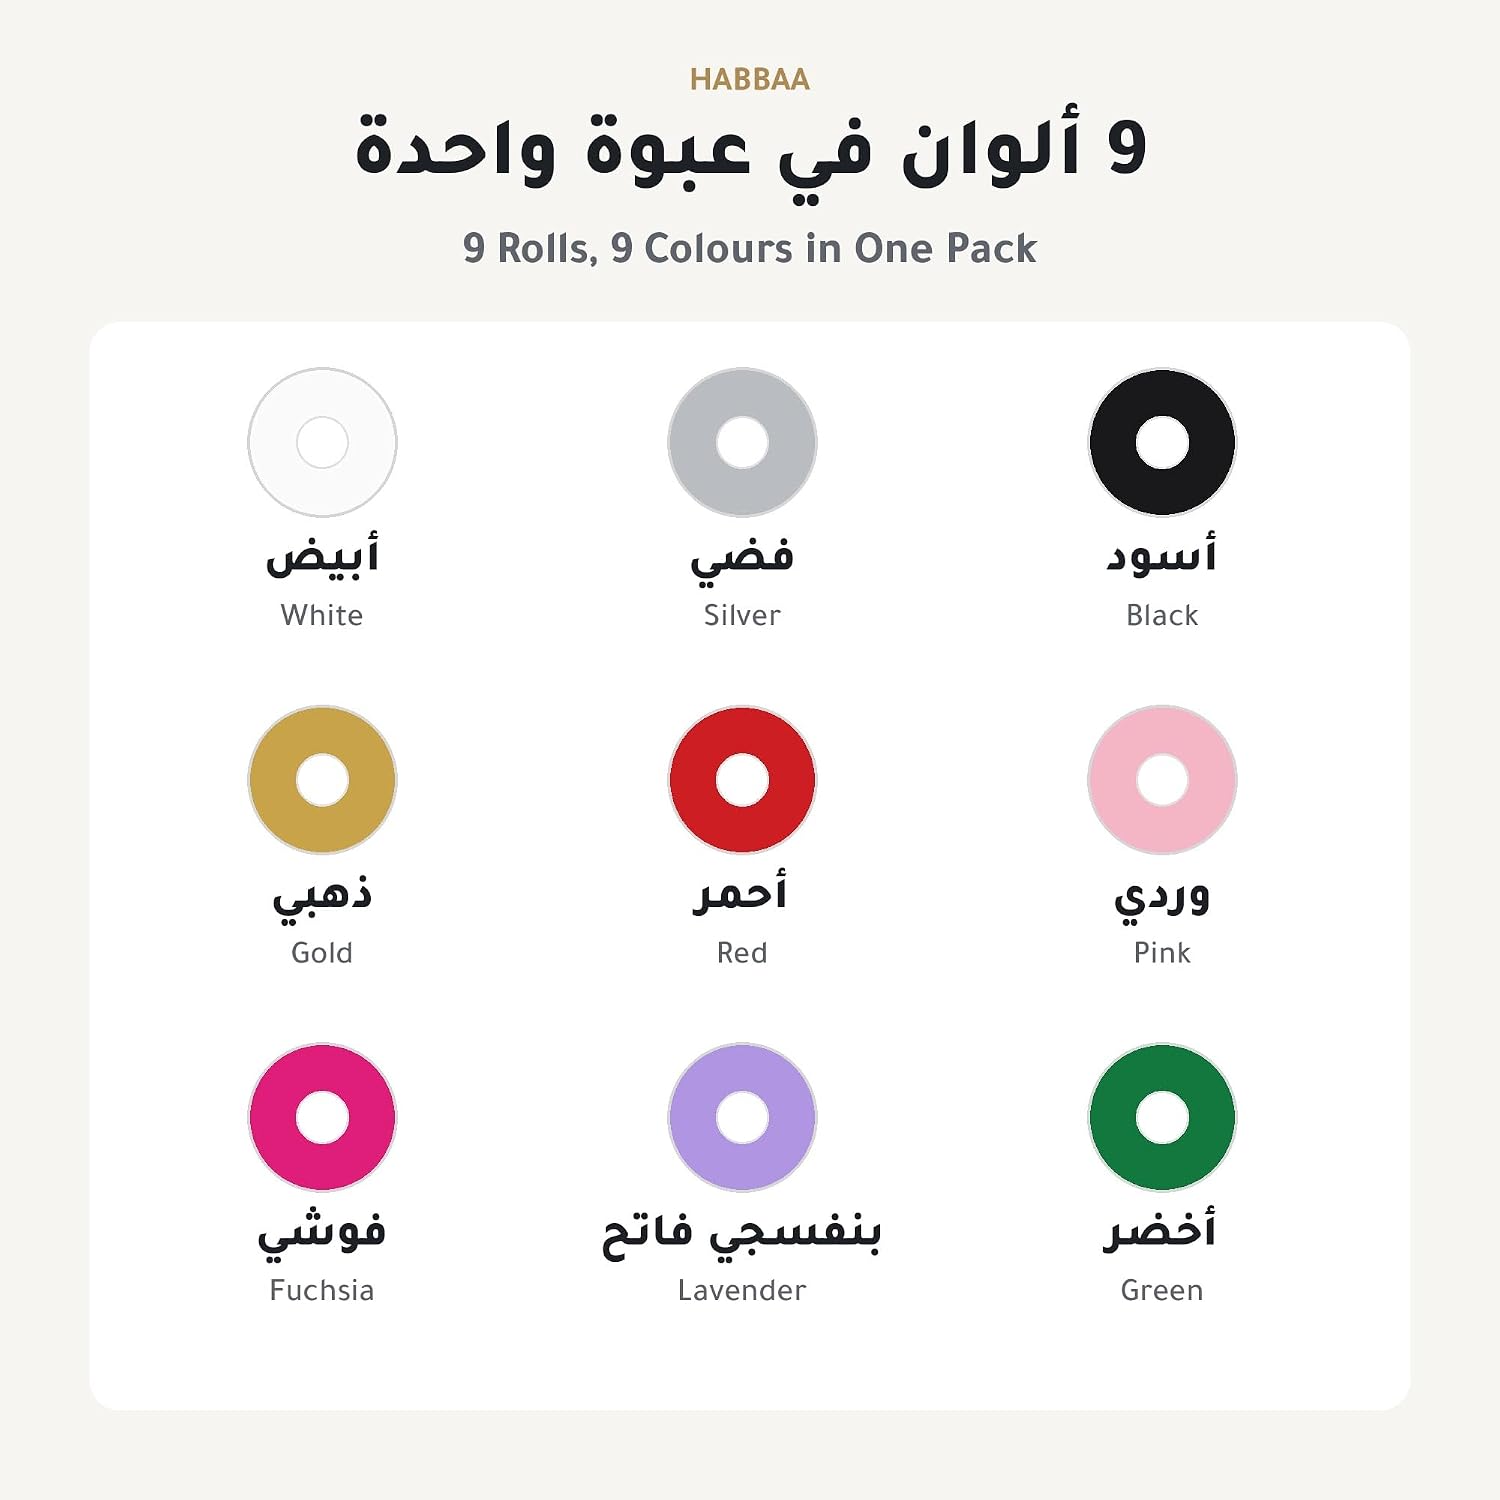 HABBAA
9 ألوان في عبوة واحدة
9 Rolls, 9 Colours in One Pack
أبيض
White
فضي
Silver
أسود
Black
ذهبي
Gold
أحمر
Red
وردي
Pink
فوشي
Fuchsia
بنفسجي فاتح
Lavender
أخضر
Green